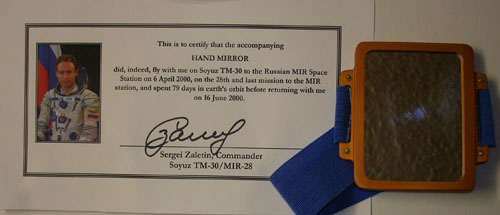 This is to certify that the accompanying
HAND MIRROR
did, indeed, fly with me on Soyuz TM-30 to the Russian MIR Space
Station on 6 April 2000, on the 28th and last mission to the MIR
station, and spent 79 days in earth's orbit before returning with me
on 16 June 2000.
Sergei Zaletin, Commander
Soyuz TM-30/MIR-28